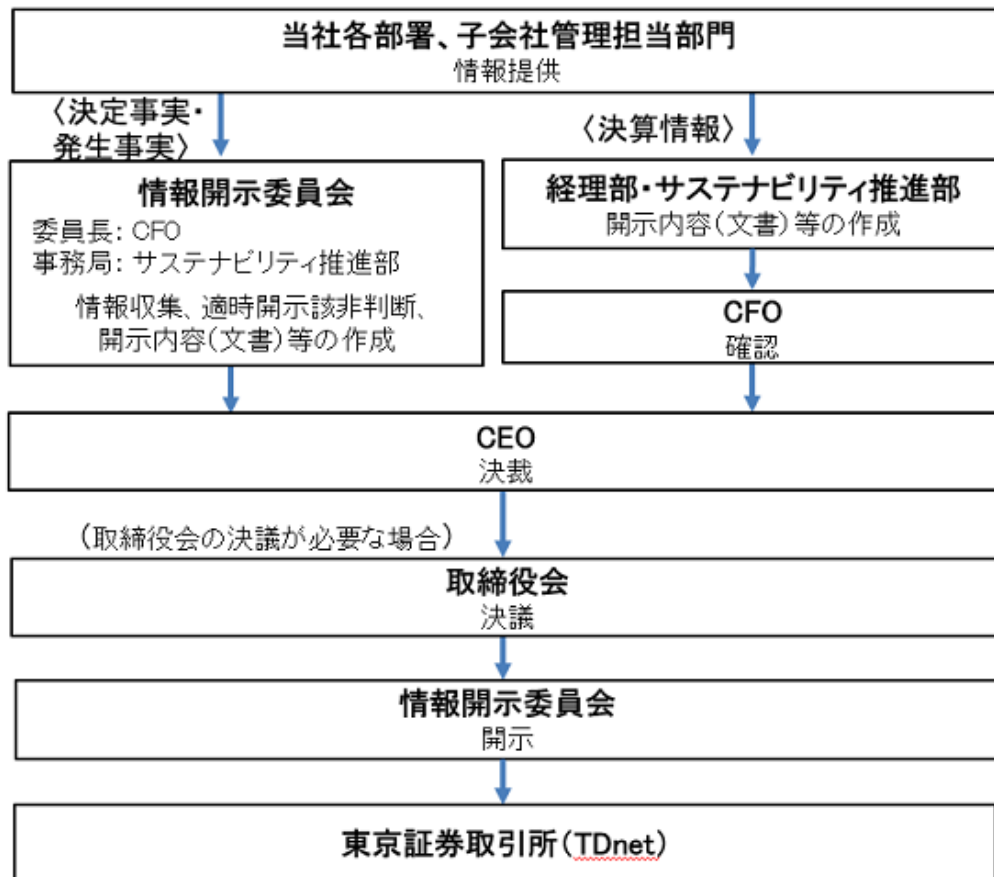 当社各部署、子会社管理担当部門
情報提供
〈決定事実・
発生事実〉
〈決算情報〉
情報開示委員会
委員長：CFO
事務局：サステナビリティ推進部
情報収集、適時開示該非判断、
開示内容(文書)等の作成
経理部・サステナビリティ推進部
開示内容(文書)等の作成
CFO
確認
CEO
決裁
(取締役会の決議が必要な場合)
取締役会
決議
情報開示委員会
開示
東京証券取引所(TDnet)